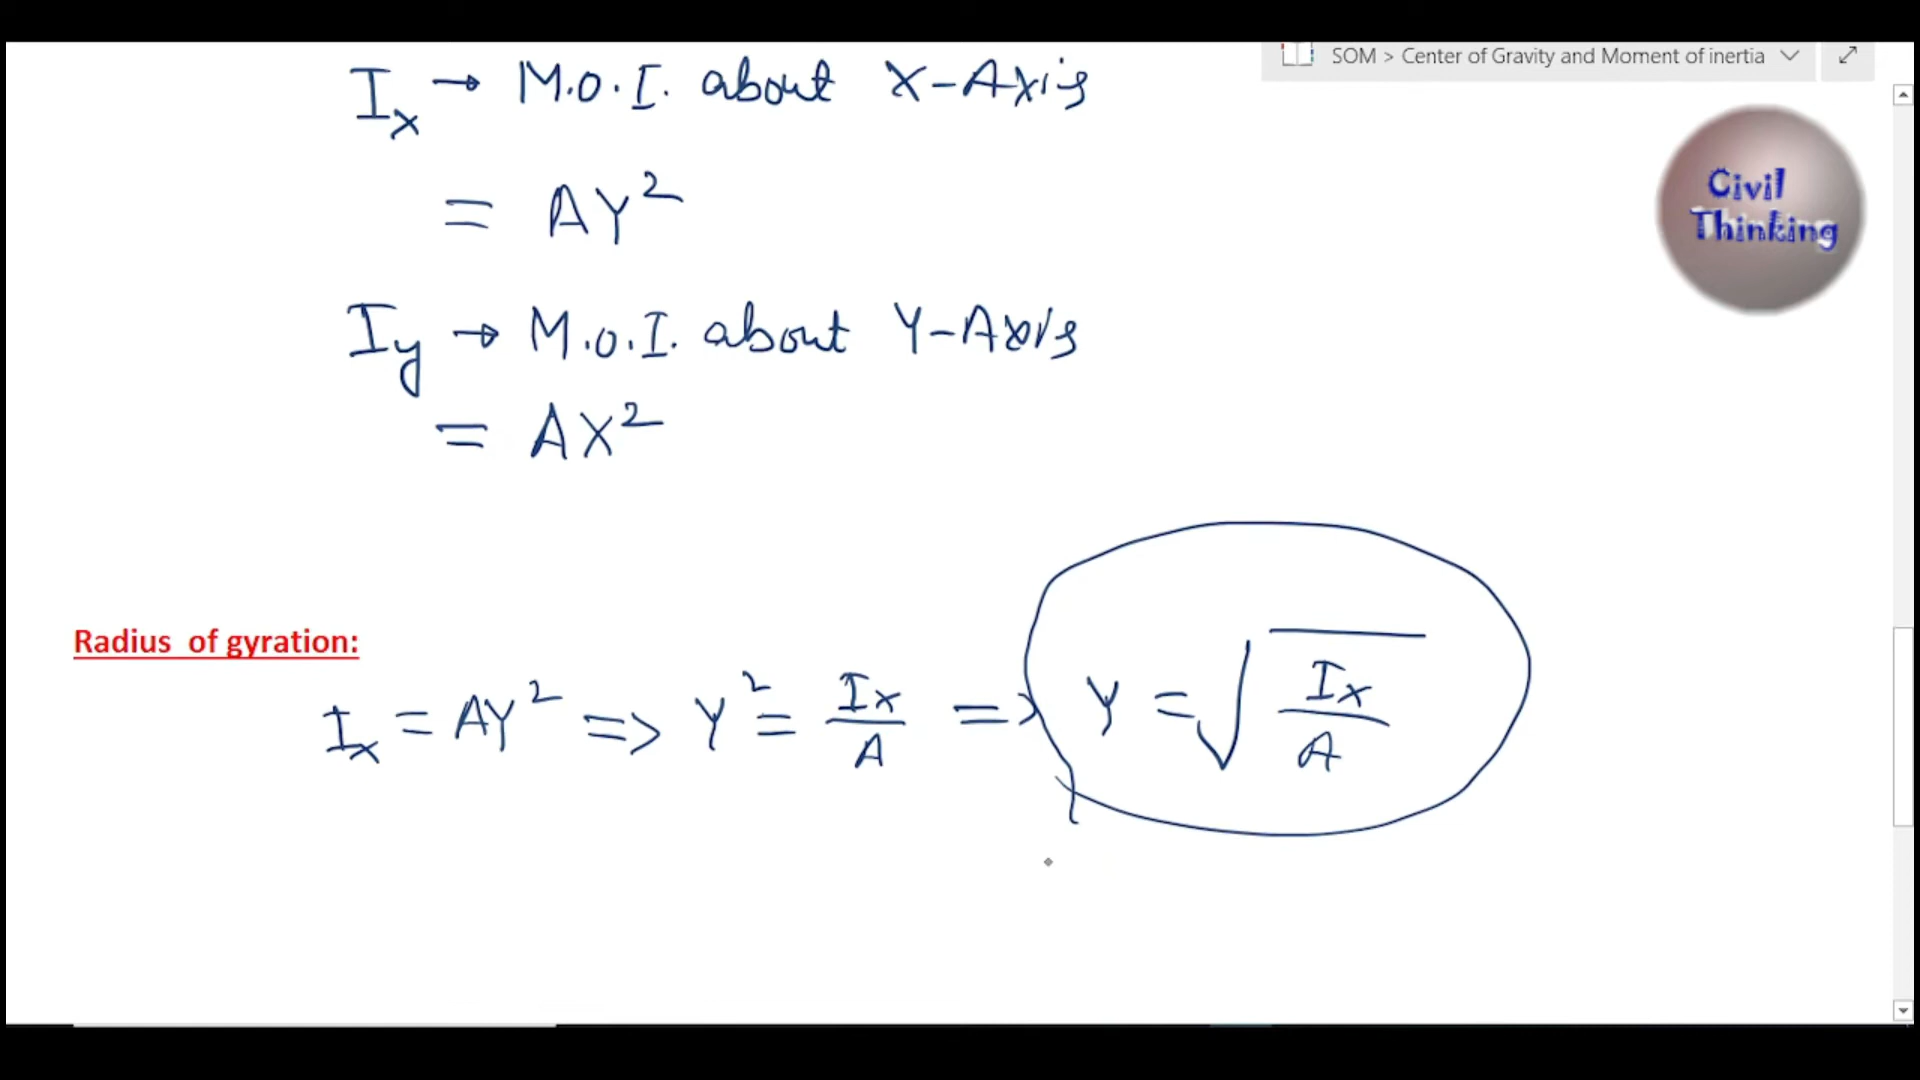 SOM > Center of Gravity and Moment of inertia
Iₓ → M.O.I. about X-Axis
Civil
Thinking
= AY²
Iy → M.O.I. about Y-Axis
= AX²
Radius of gyration:
Iₓ = AY² => Y² = Iₓ/A => Y = √(Iₓ/A)